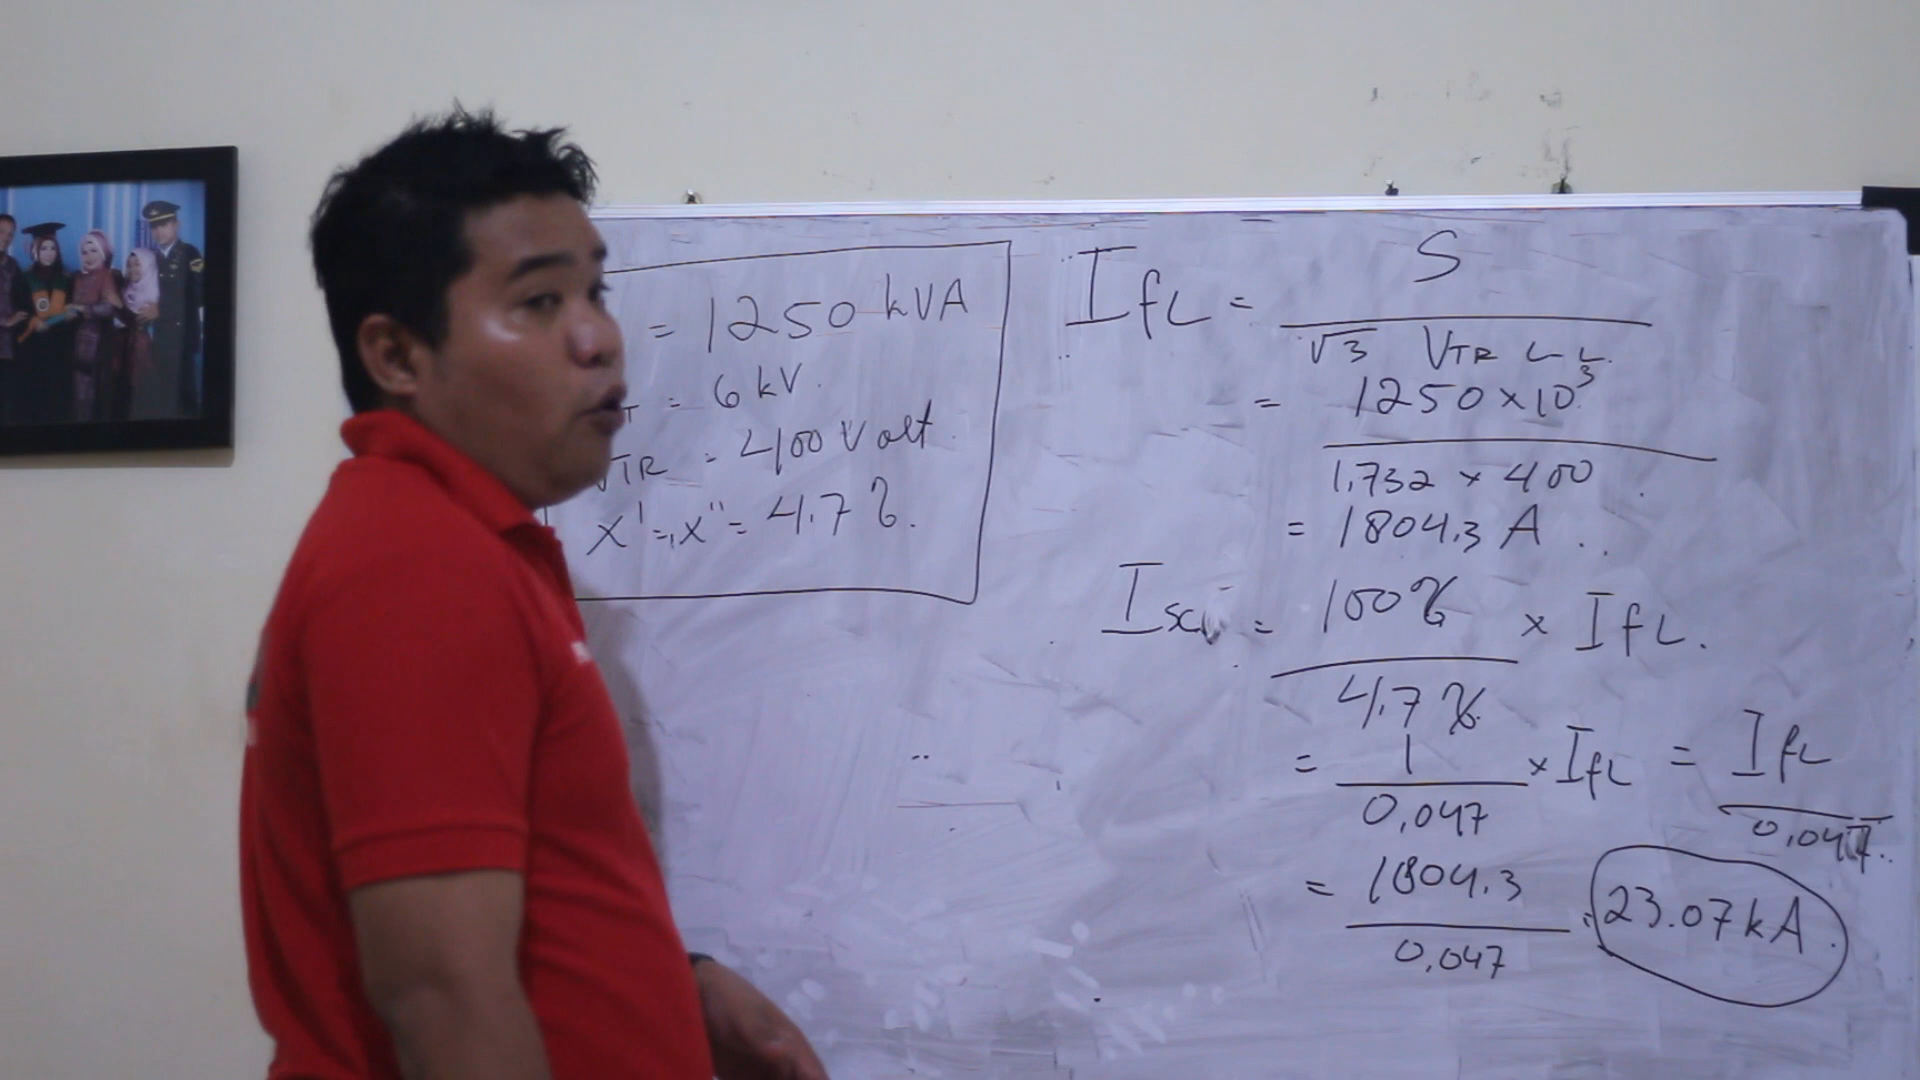 = 1250 kVA
T = 6 kV.
VTR = 400 Volt.
X' = X" = 4.7%.
IfL = S
√3 VTR L-L.
= 1250 x 10³
1,732 x 400
= 1804.3 A
Isc = 100% x IfL.
4.7%
= 1 x IfL = IfL
0,047 0,047
= 1804.3 = 23.07 kA
0,047